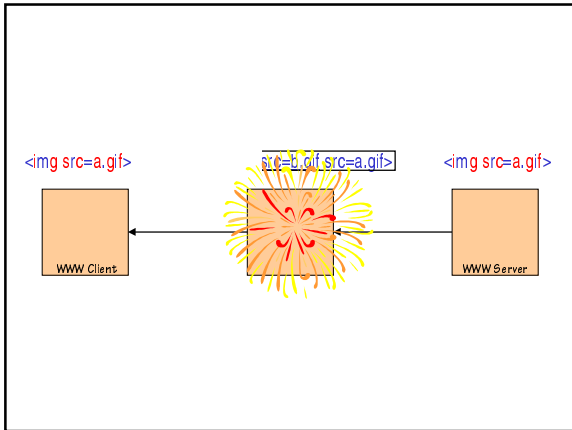 <img src=a.gif>
src=b.gif src=a.gif>
<img src=a.gif>
WWW Client
WWW Server